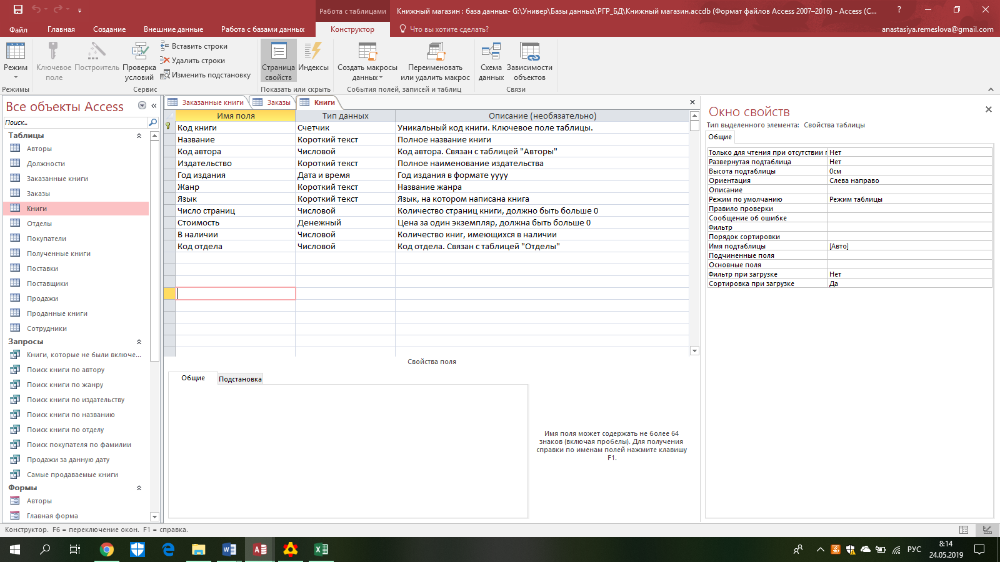 Работа с таблицами
Книжный магазин : база данных- G:\Универ\Базы данных\РГР_БД\Книжный магазин.accdb (Формат файлов Access 2007–2016) - Access (С...
?
Файл
Главная
Создание
Внешние данные
Работа с базами данных
Конструктор
Что вы хотите сделать?
anastasiya.remeslova@gmail.com
Режим
Ключевое поле
Построитель
Проверка условий
Вставить строки
Удалить строки
Изменить подстановку
Страница свойств
Индексы
Создать макросы данных
Переименовать или удалить макрос
Схема данных
Зависимости объектов
Режимы
Сервис
Показать или скрыть
События полей, записей и таблиц
Связи
Все объекты Access
Поиск...
Таблицы
Авторы
Должности
Заказанные книги
Заказы
Книги
Отделы
Покупатели
Полученные книги
Поставки
Поставщики
Продажи
Проданные книги
Сотрудники
Запросы
Книги, которые не были включе...
Поиск книги по автору
Поиск книги по жанру
Поиск книги по издательству
Поиск книги по названию
Поиск книги по отделу
Поиск покупателя по фамилии
Продажи за данную дату
Самые продаваемые книги
Формы
Авторы
Главная форма
Заказанные книги
Заказы
Книги
Имя поля Тип данных Описание (необязательно)
Код книги Счетчик Уникальный код книги. Ключевое поле таблицы.
Название Короткий текст Полное название книги
Код автора Числовой Код автора. Связан с таблицей "Авторы"
Издательство Короткий текст Полное наименование издательства
Год издания Дата и время Год издания в формате yyyy
Жанр Короткий текст Название жанра
Язык Короткий текст Язык, на котором написана книга
Число страниц Числовой Количество страниц книги, должно быть больше 0
Стоимость Денежный Цена за один экземпляр, должна быть больше 0
В наличии Числовой Количество книг, имеющихся в наличии
Код отдела Числовой Код отдела. Связан с таблицей "Отделы"
Свойства поля
Общие
Подстановка
Имя поля может содержать не более 64
знаков (включая пробелы). Для получения
справки по именам полей нажмите клавишу
F1.
Окно свойств
Тип выделенного элемента: Свойства таблицы
Общие
Только для чтения при отсутствии г Нет
Развернутая подтаблица Нет
Высота подтаблицы 0см
Ориентация Слева направо
Описание
Режим по умолчанию Режим таблицы
Правило проверки
Сообщение об ошибке
Фильтр
Порядок сортировки
Имя подтаблицы [Авто]
Подчиненные поля
Основные поля
Фильтр при загрузке Нет
Сортировка при загрузке Да
Конструктор. F6 = переключение окон. F1 = справка.
РУС
8:14
24.05.2019